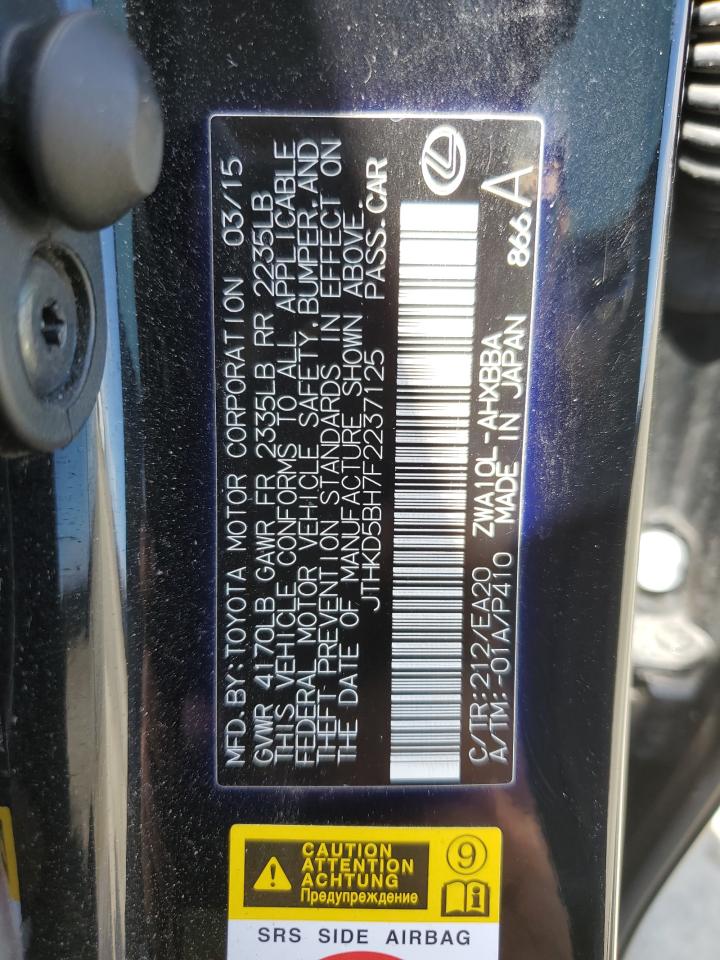 MFD.BY:TOYOTA MOTOR CORPORATION 03/15
GVWR 4170LB GAWR FR 2335LB RR 2235LB
THIS VEHICLE CONFORMS TO ALL APPLICABLE
FEDERAL MOTOR VEHICLE SAFETY,BUMPER,AND
THEFT PREVENTION STANDARDS IN EFFECT ON
THE DATE OF MANUFACTURE SHOWN ABOVE.
JTHKD5BH7F2237125 PASS.CAR
C/TR:212/EA20 ZWA10L-AHXBBA
A/TM:-01A/P410 MADE IN JAPAN 866A
CAUTION
ATTENTION
ACHTUNG
Предупреждение
9
i
SRS SIDE AIRBAG